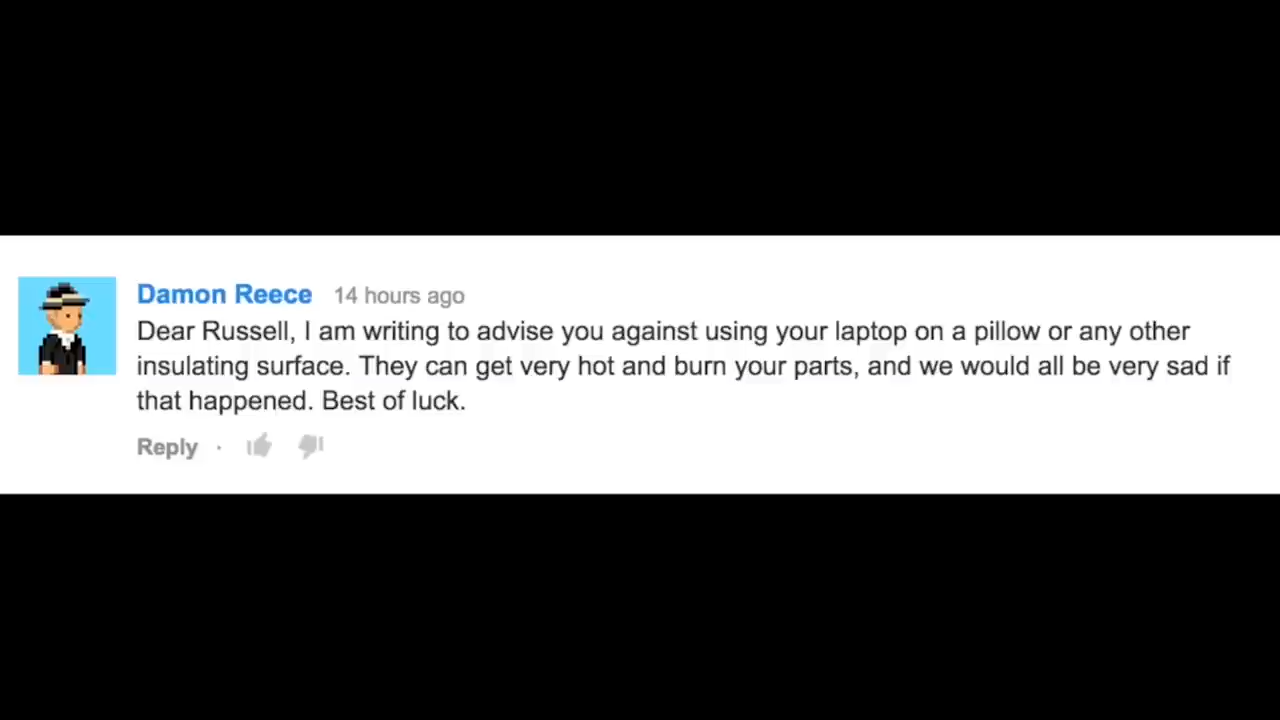 Damon Reece 14 hours ago
Dear Russell, I am writing to advise you against using your laptop on a pillow or any other
insulating surface. They can get very hot and burn your parts, and we would all be very sad if
that happened. Best of luck.
Reply ·